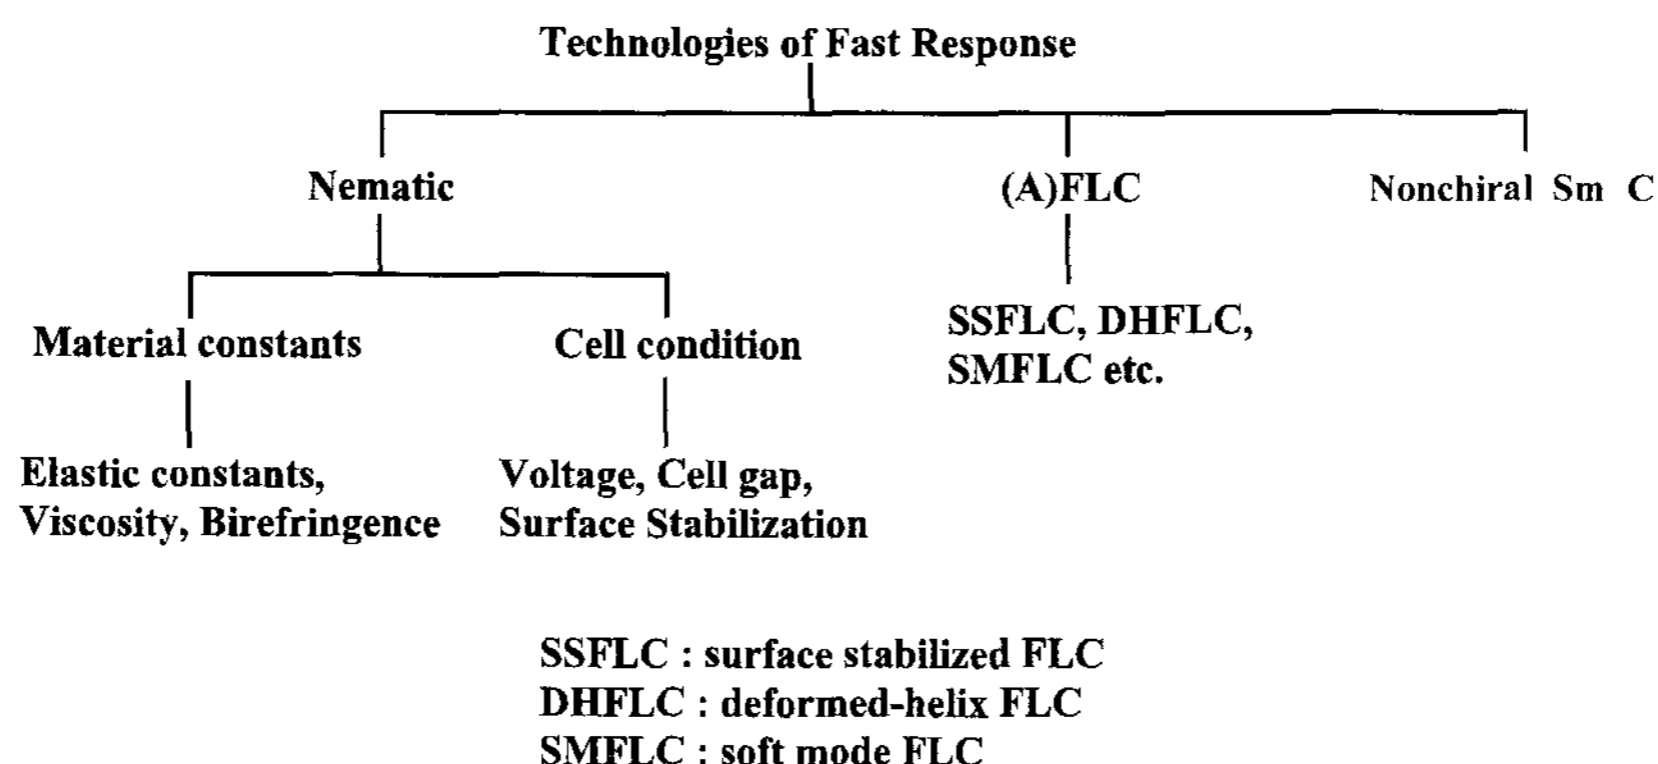 Technologies of Fast Response
Nematic
(A)FLC
Nonchiral Sm C
Material constants
Cell condition
SSFLC, DHFLC,
SMFLC etc.
Elastic constants,
Viscosity, Birefringence
Voltage, Cell gap,
Surface Stabilization
SSFLC : surface stabilized FLC
DHFLC : deformed-helix FLC
SMFLC : soft mode FLC